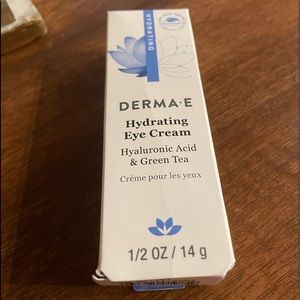 HYDRATING
DERMA·E
Hydrating
Eye Cream
Hyaluronic Acid
& Green Tea
Crème pour les yeux
1/2 OZ / 14 g